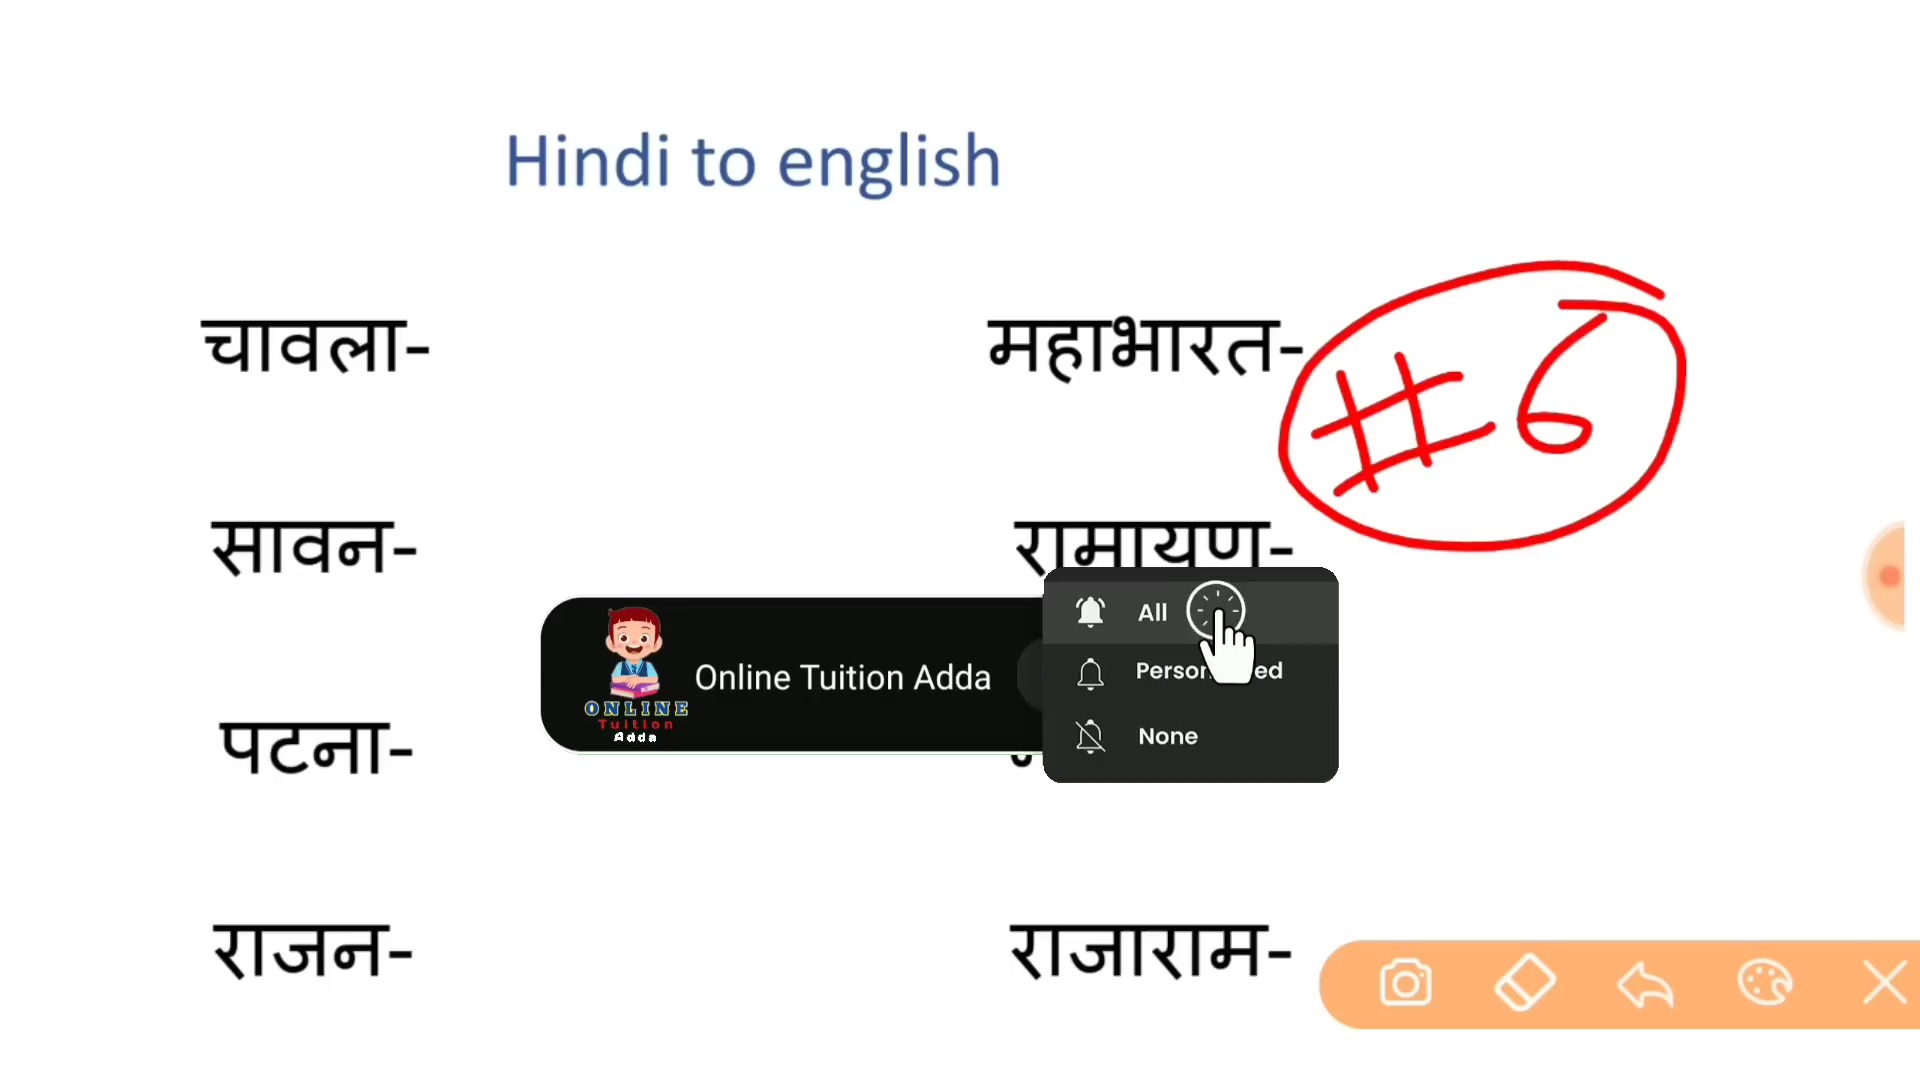 Hindi to english
चावला-
महाभारत-
#6
सावन-
रामायण-
All
Online Tuition Adda
ONLINE
Tuition
Adda
None
पटना-
राजन-
राजाराम-